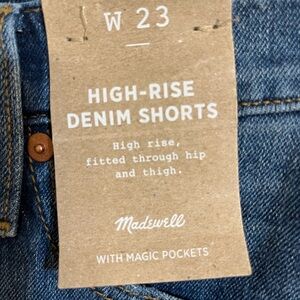 W 23
HIGH-RISE
DENIM SHORTS
High rise,
fitted through hip
and thigh.
Madewell
WITH MAGIC POCKETS